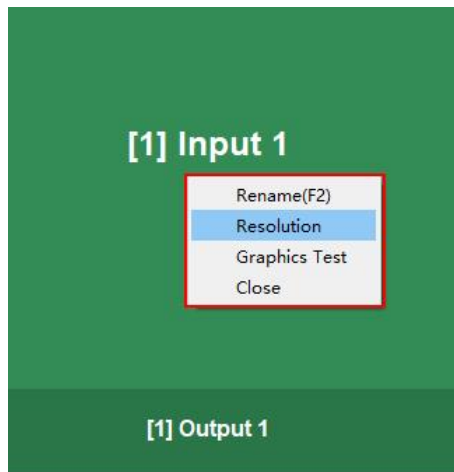 [1] Input 1
Rename(F2)
Resolution
Graphics Test
Close
[1] Output 1